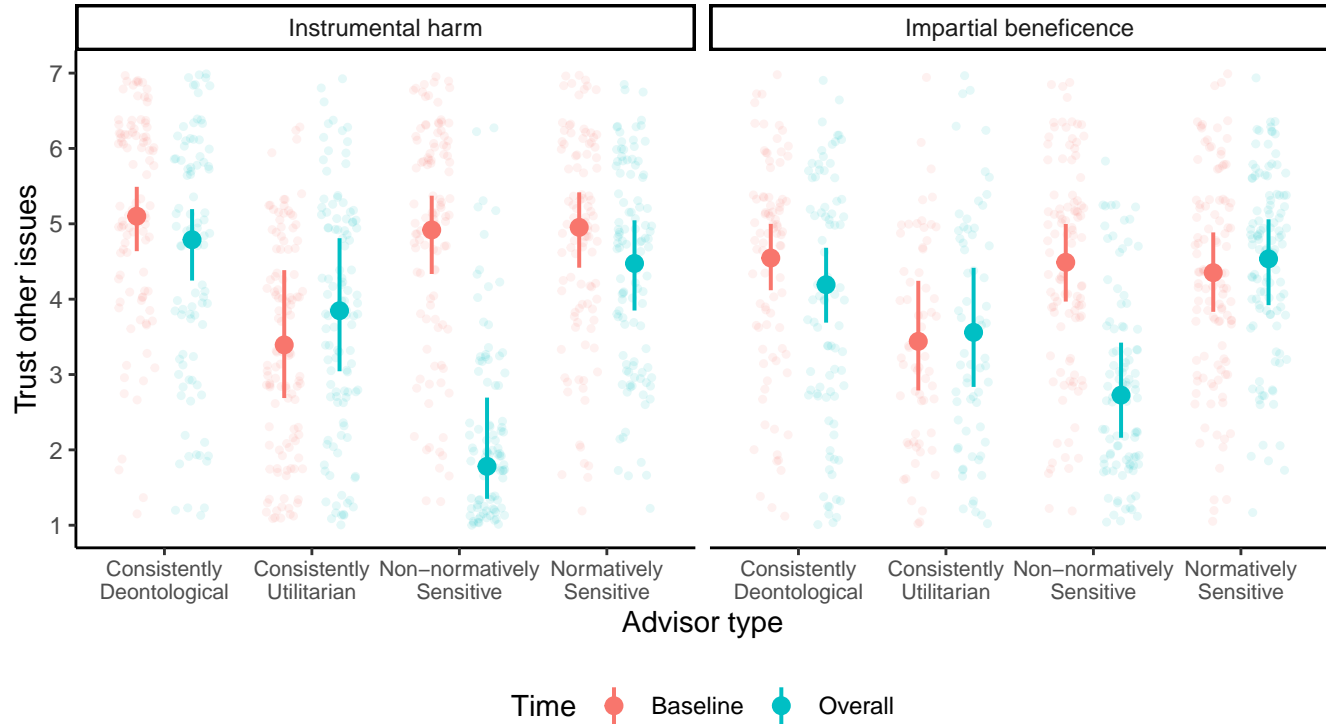 Instrumental harm
Impartial beneficence
Trust other issues
7
6
5
4
3
2
1
Consistently
Deontological
Consistently
Utilitarian
Non−normatively
Sensitive
Normatively
Sensitive
Consistently
Deontological
Consistently
Utilitarian
Non−normatively
Sensitive
Normatively
Sensitive
Advisor type
Time
Baseline
Overall